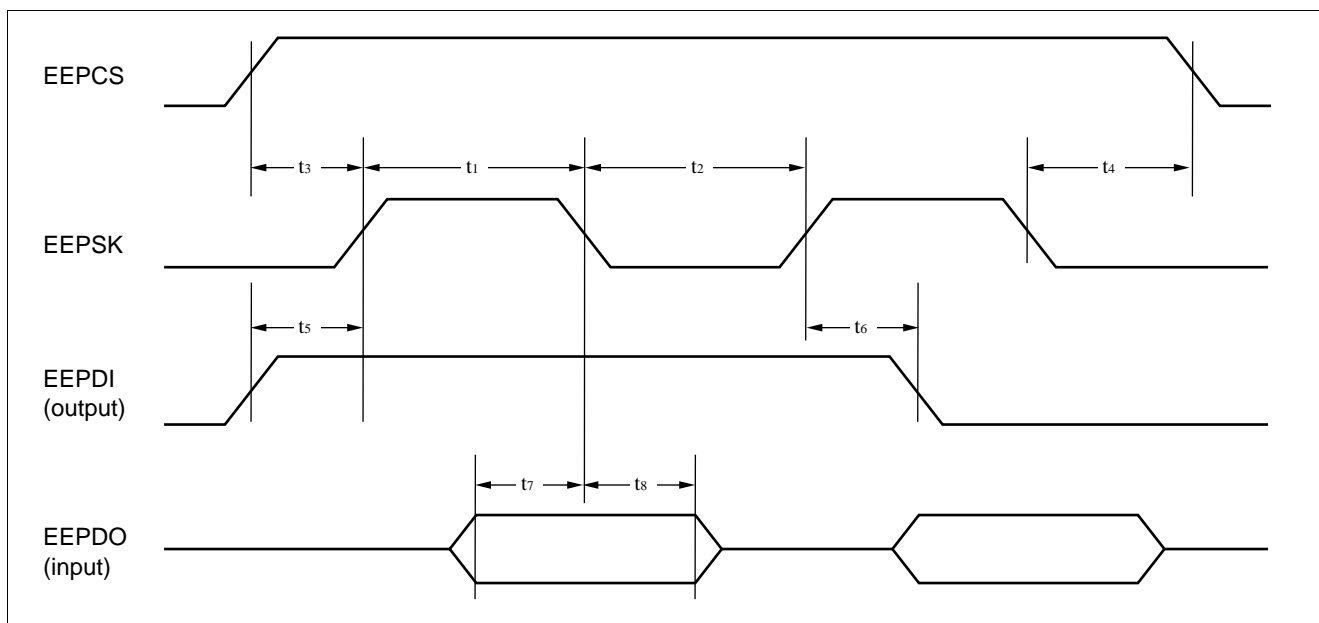 EEPCS
t3 t1 t2 t4
EEPSK
t5 t6
EEPDI
(output)
t7 t8
EEPDO
(input)